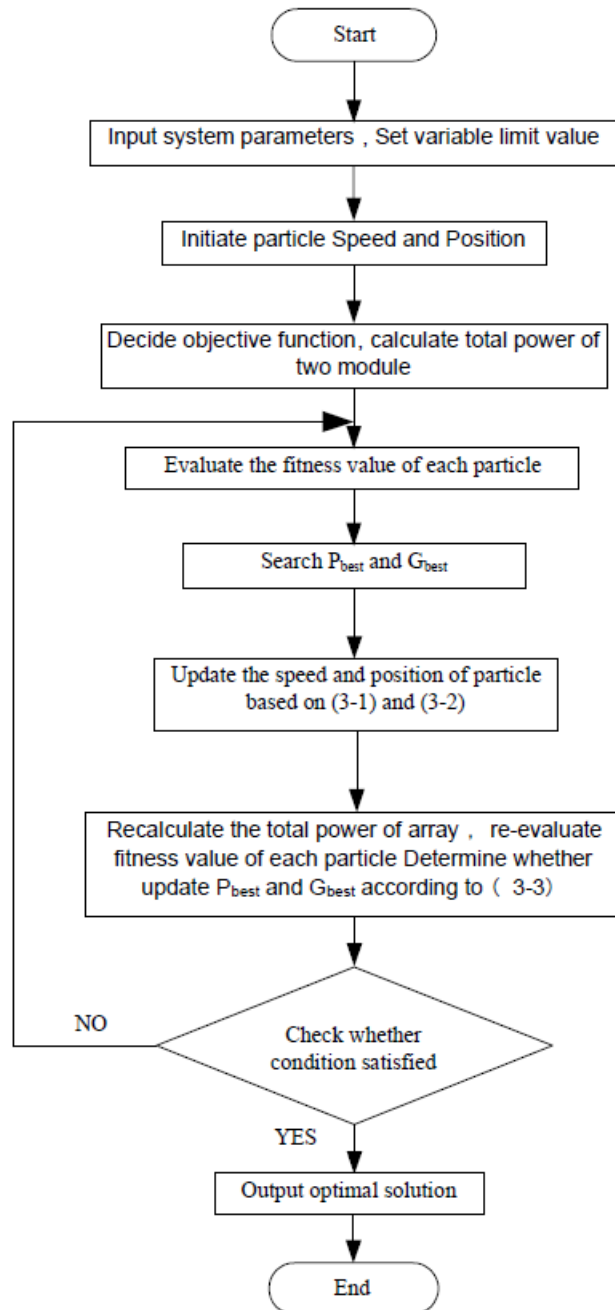 Start
Input system parameters , Set variable limit value
Initiate particle Speed and Position
Decide objective function, calculate total power of
two module
Evaluate the fitness value of each particle
Search Pbest and Gbest
Update the speed and position of particle
based on (3-1) and (3-2)
Recalculate the total power of array , re-evaluate
fitness value of each particle Determine whether
update Pbest and Gbest according to ( 3-3)
NO
Check whether
condition satisfied
YES
Output optimal solution
End